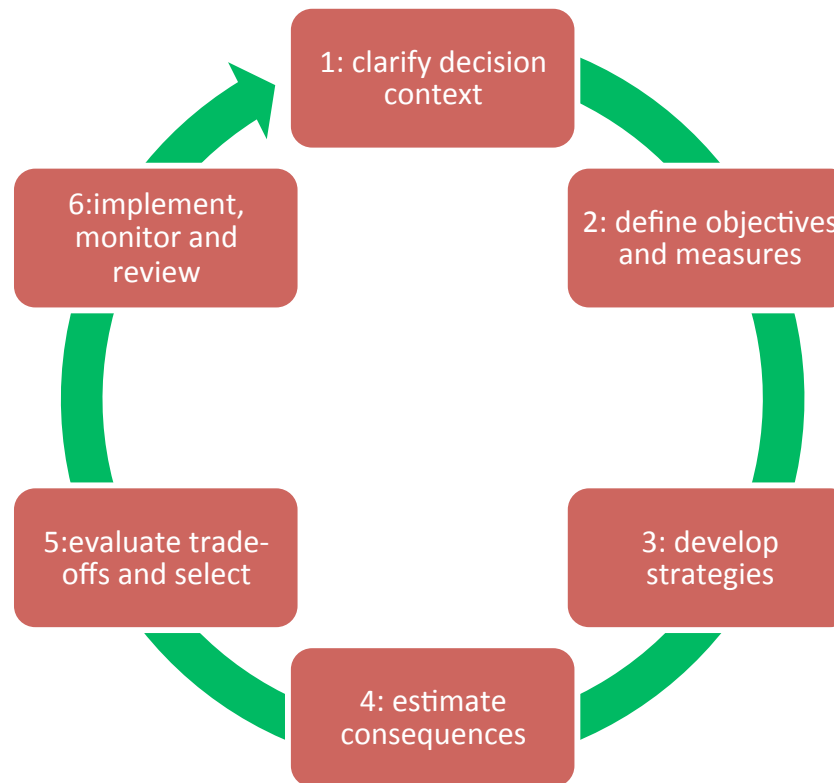 1: clarify decision
context
2: define objectives
and measures
3: develop
strategies
4: estimate
consequences
5:evaluate trade-
offs and select
6:implement,
monitor and
review